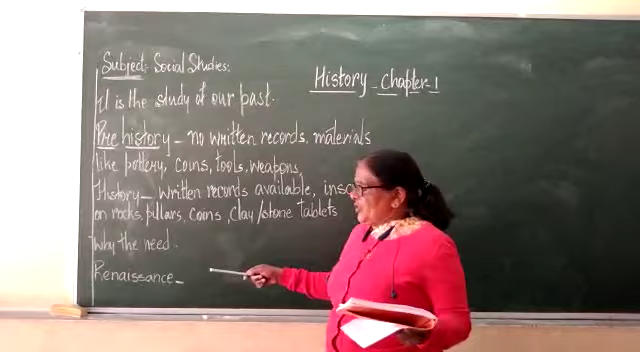 Subject:- Social Studies:
History - Chapter-1
It is the study of our past.
Pre history - no written records, materials
like pottery, coins, tools, weapons,
History - Written records available,
on rocks, pillars, coins, clay/stone tablets
Why the need.
Renaissance -